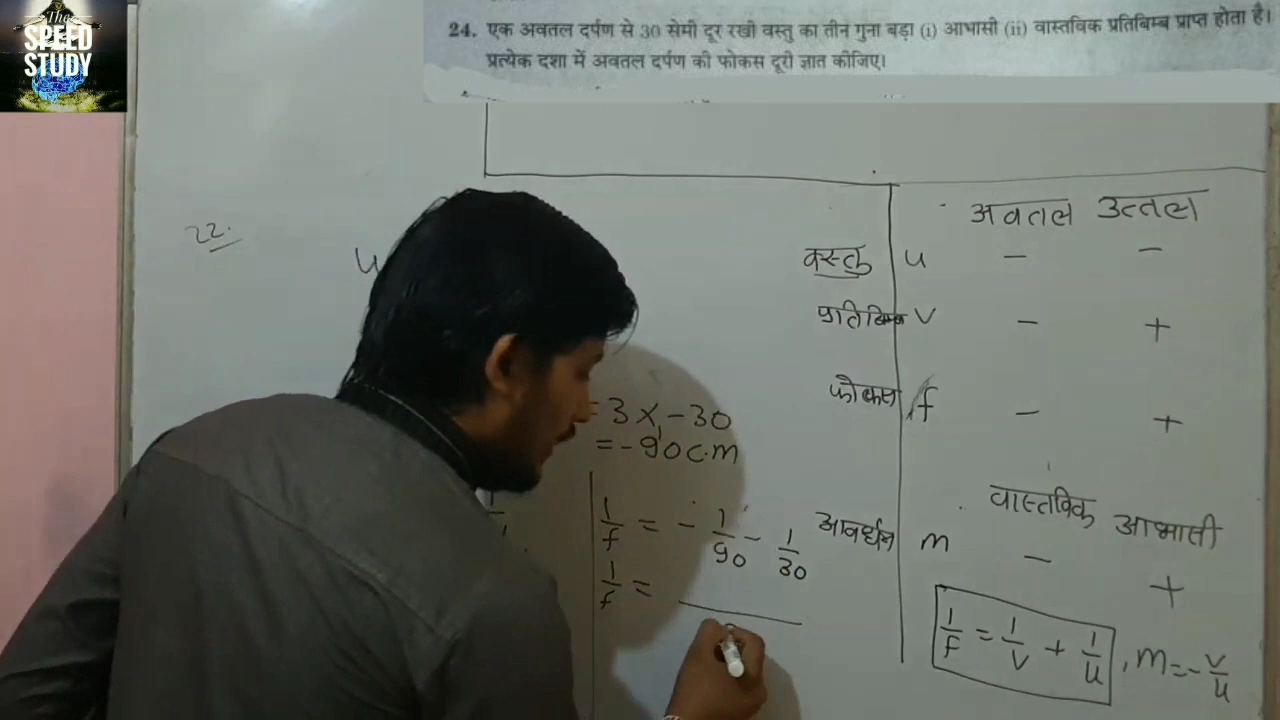 The
SPEED
STUDY
24. एक अवतल दर्पण से 30 सेमी दूर रखी वस्तु का तीन गुना बड़ा (i) आभासी (ii) वास्तविक प्रतिबिम्ब प्राप्त होता है।
प्रत्येक दशा में अवतल दर्पण की फोकस दूरी ज्ञात कीजिए।
22.
u
= 3 x, -30
= -90 c.m
1/f = - 1/90 - 1/30
1/f =
अवतल उत्तल
वस्तु u - -
प्रतिबिम्ब v - +
फोकस f - +
वास्तविक आभासी
आवर्धन m - +
1/f = 1/v + 1/u , m = - v/u